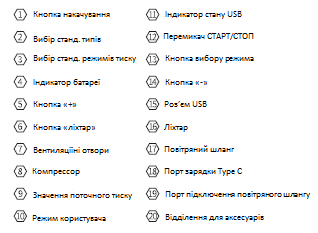 1 Кнопка накачування
2 Вибір станд. типів
3 Вибір станд. режимів тиску
4 Індикатор батареї
5 Кнопка «+»
6 Кнопка «ліхтар»
7 Вентиляційні отвори
8 Компрессор
9 Значення поточного тиску
10 Режим користувача
11 Індикатор стану USB
12 Перемикач СТАРТ/СТОП
13 Кнопка вибору режима
14 Кнопка «-»
15 Роз’єм USB
16 Ліхтар
17 Повітряний шланг
18 Порт зарядки Type C
19 Порт підключення повітряного шлангу
20 Відділення для аксесуарів